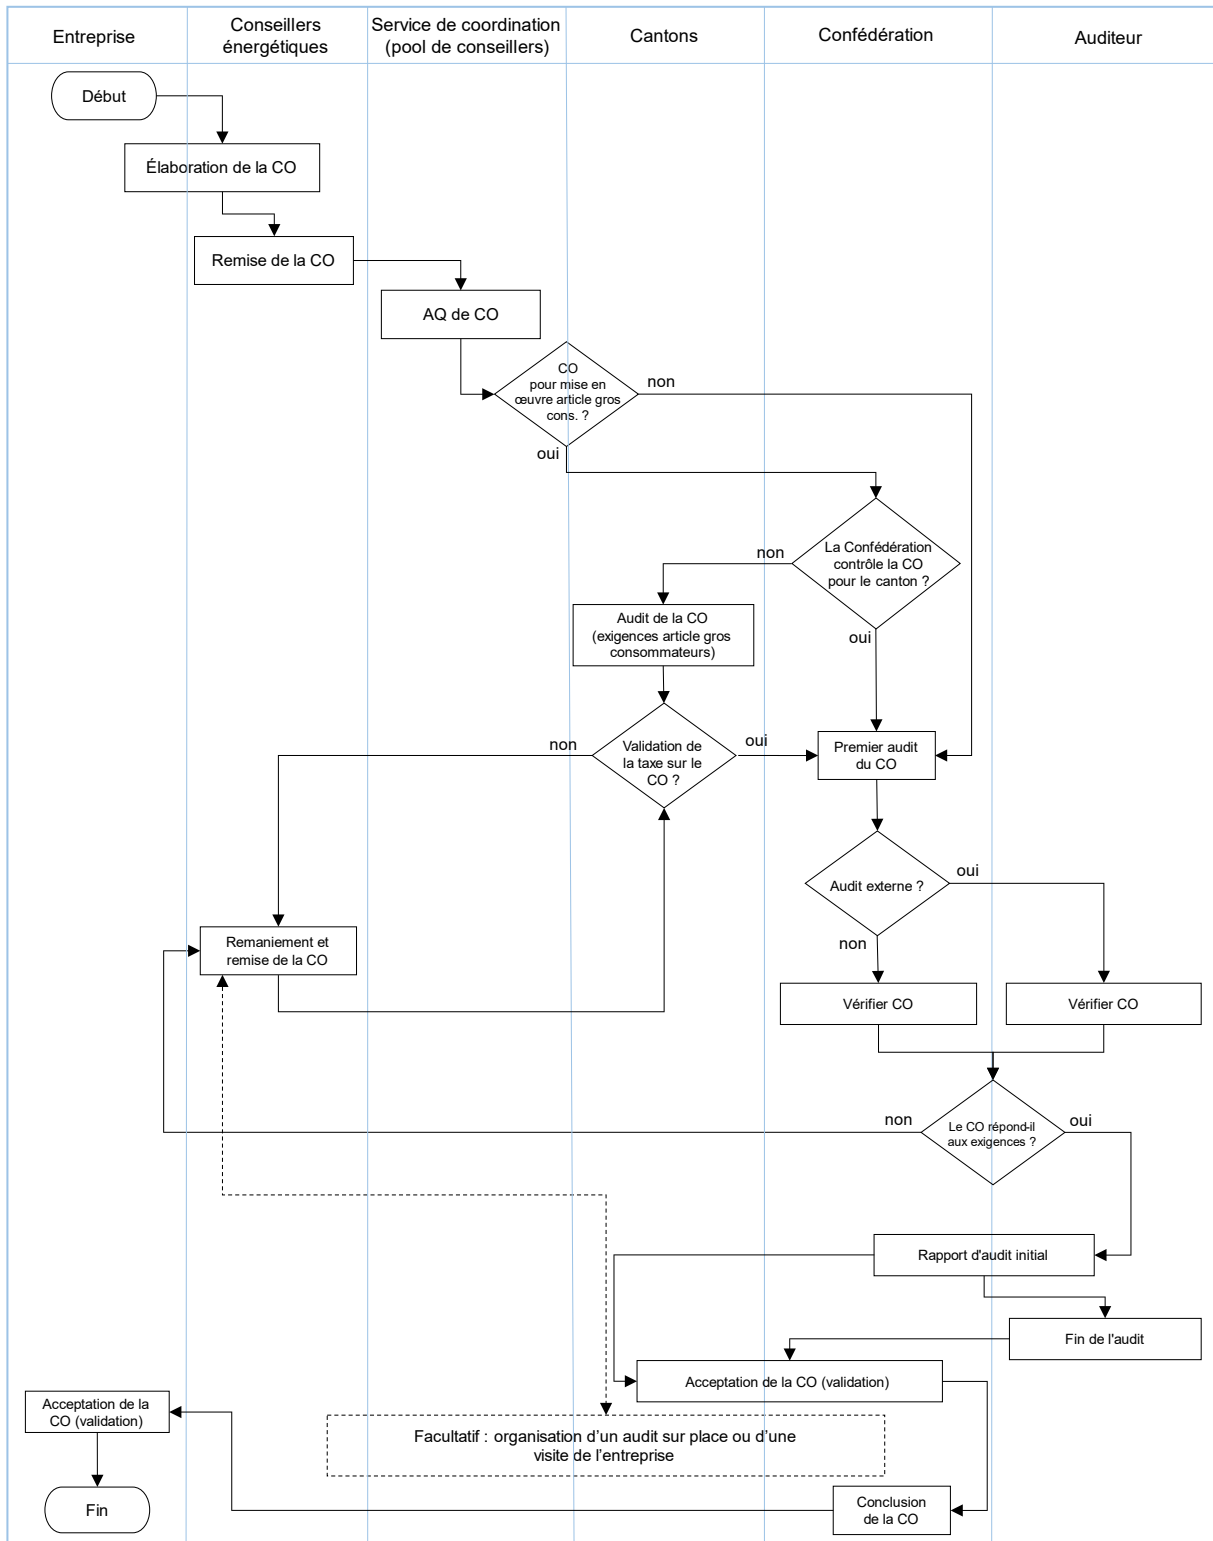 Entreprise
Conseillers
énergétiques
Service de coordination
(pool de conseillers)
Cantons
Confédération
Auditeur
Début
Élaboration de la CO
Remise de la CO
AQ de CO
CO
pour mise en
œuvre article gros
cons. ?
non
oui
La Confédération
contrôle la CO
pour le canton ?
non
oui
Audit de la CO
(exigences article gros
consommateurs)
Validation de
la taxe sur le
CO ?
non
oui
Premier audit
du CO
Audit externe ?
oui
non
Remaniement et
remise de la CO
Vérifier CO
Vérifier CO
Le CO répond-il
aux exigences ?
non
oui
Rapport d'audit initial
Fin de l'audit
Acceptation de la CO (validation)
Acceptation de la
CO (validation)
Facultatif : organisation d’un audit sur place ou d’une
visite de l’entreprise
Conclusion
de la CO
Fin